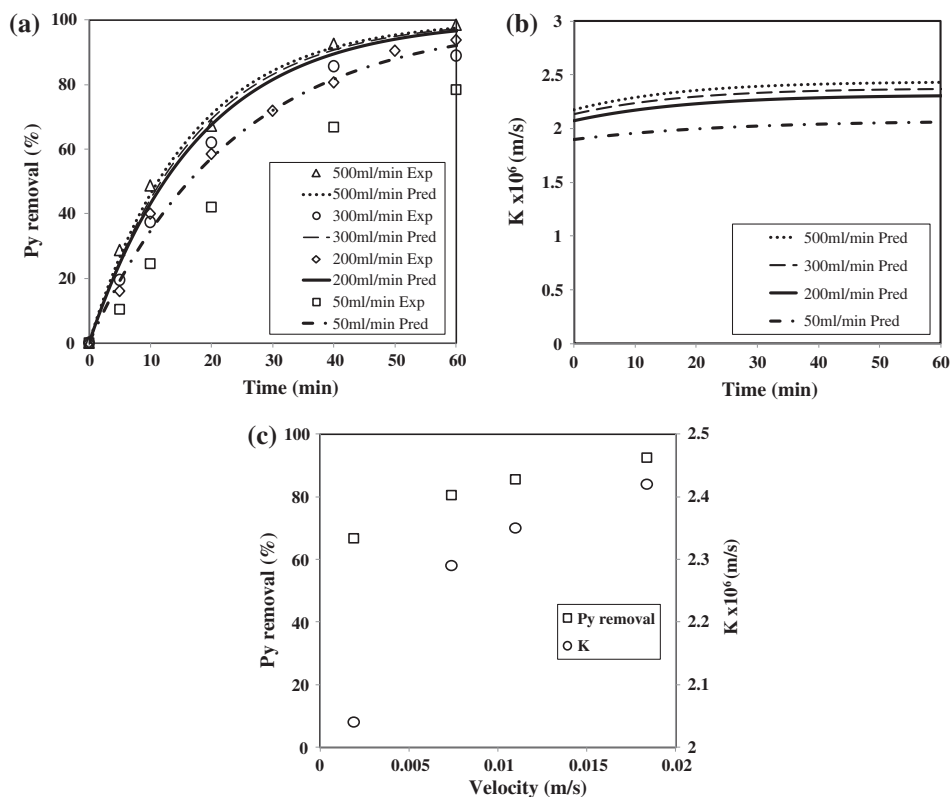 (a)
100
80
60
40
20
0
Py removal (%)
500ml/min Exp
500ml/min Pred
300ml/min Exp
300ml/min Pred
200ml/min Exp
200ml/min Pred
50ml/min Exp
50ml/min Pred
0 10 20 30 40 50 60
Time (min)
(b)
3
2.5
2
1.5
1
0.5
0
K x10⁶ (m/s)
500ml/min Pred
300ml/min Pred
200ml/min Pred
50ml/min Pred
0 10 20 30 40 50 60
Time (min)
(c)
100
80
60
40
20
0
Py removal (%)
Py removal
K
2.5
2.4
2.3
2.2
2.1
2
K x10⁶ (m/s)
0 0.005 0.01 0.015 0.02
Velocity (m/s)